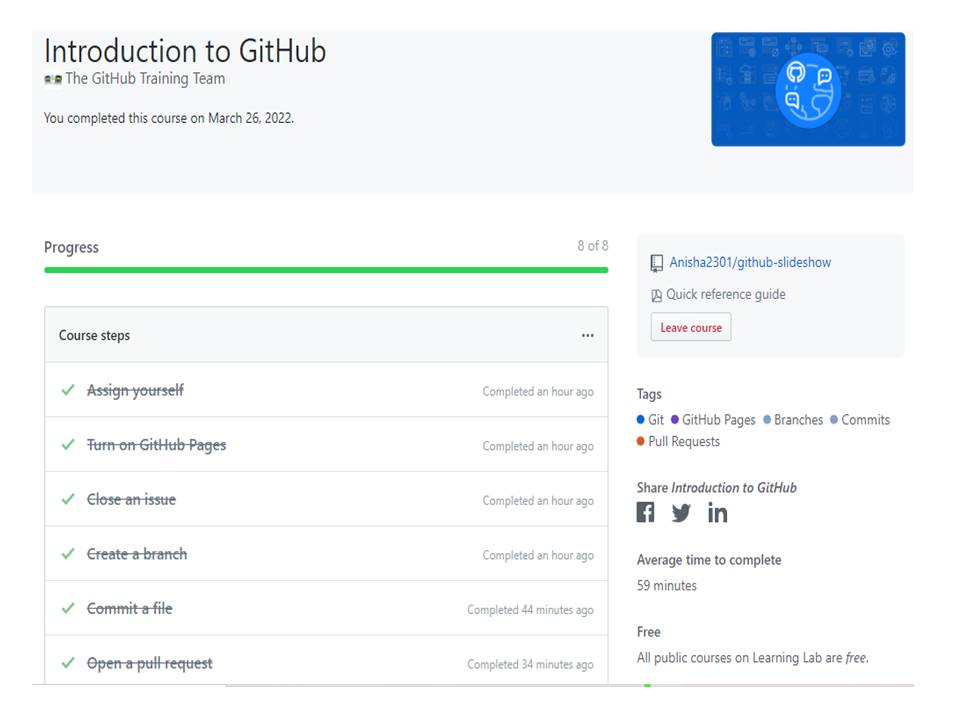 Introduction to GitHub
The GitHub Training Team
You completed this course on March 26, 2022.
Progress 8 of 8
Course steps ...
Assign yourself Completed an hour ago
Turn on GitHub Pages Completed an hour ago
Close an issue Completed an hour ago
Create a branch Completed an hour ago
Commit a file Completed 44 minutes ago
Open a pull request Completed 34 minutes ago
Anisha2301/github-slideshow
Quick reference guide
Leave course
Tags
Git GitHub Pages Branches Commits
Pull Requests
Share Introduction to GitHub
Average time to complete
59 minutes
Free
All public courses on Learning Lab are free.